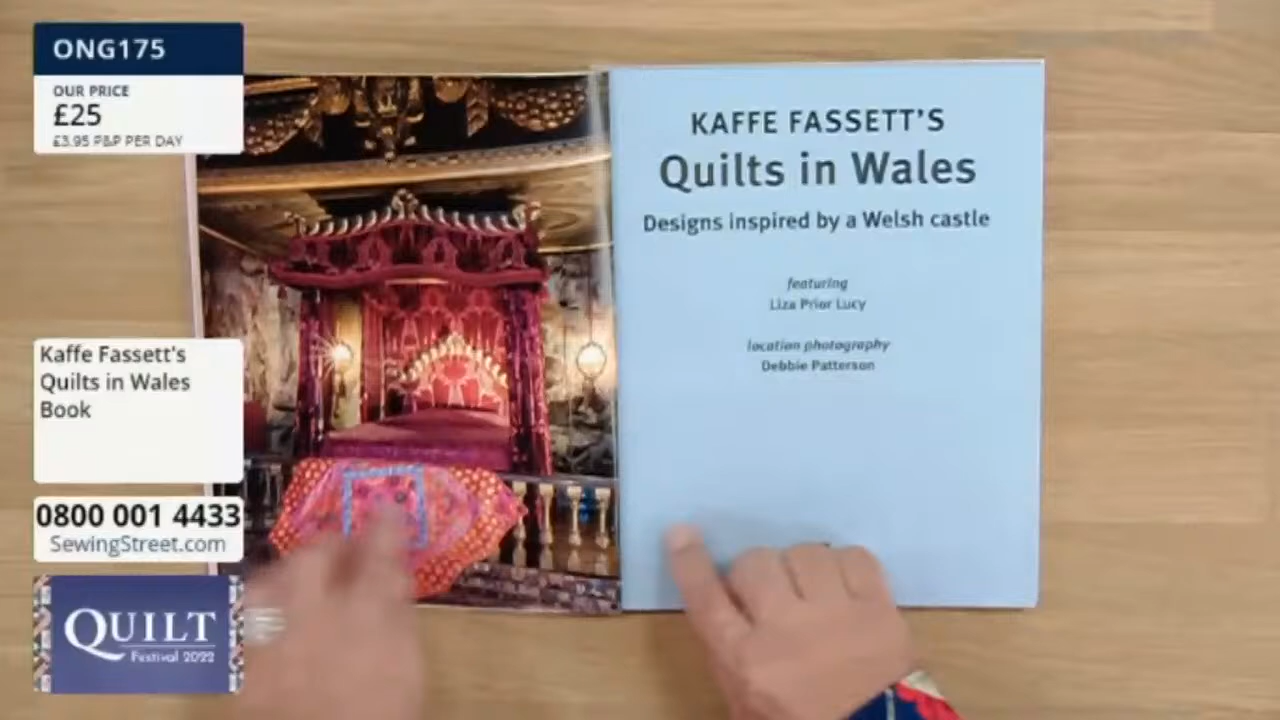 ONG175
OUR PRICE
£25
£3.95 P&P PER DAY
Kaffe Fassett's
Quilts in Wales
Book
0800 001 4433
SewingStreet.com
QUILT
Festival 2022
KAFFE FASSETT'S
Quilts in Wales
Designs inspired by a Welsh castle
featuring
Liza Prior Lucy
location photography
Debbie Patterson